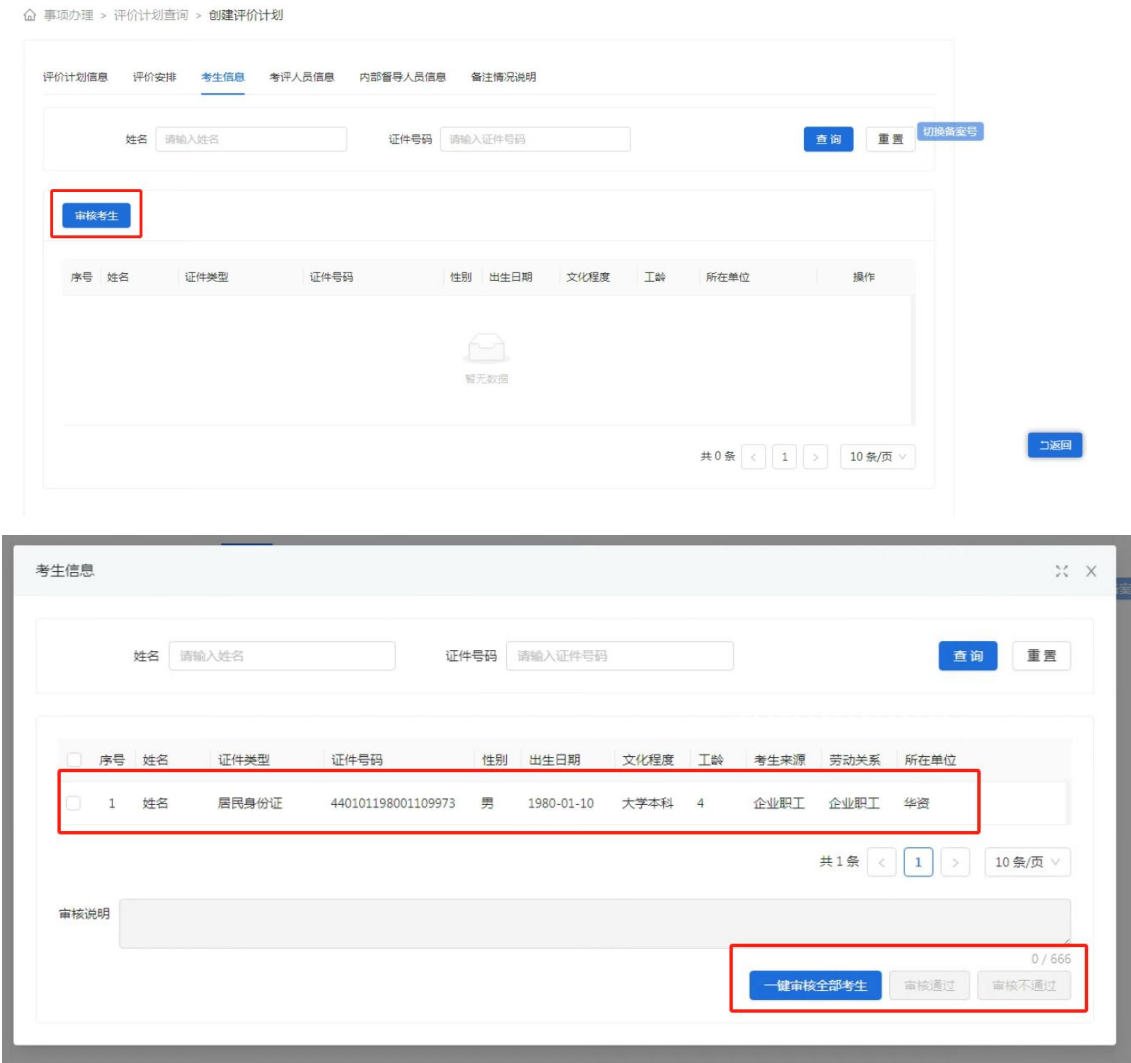 事项办理 > 评价计划查询 > 创建评价计划
评价计划信息 评价安排 考生信息 考评人员信息 内部督导人员信息 备注情况说明
姓名 请输入姓名 证件号码 请输入证件号码 查询 重置 切换备案号
审核考生
序号 姓名 证件类型 证件号码 性别 出生日期 文化程度 工龄 所在单位 操作
暂无数据
共 0 条 < 1 > 10 条/页
返回
考生信息
案
姓名 请输入姓名 证件号码 请输入证件号码 查询 重置
序号 姓名 证件类型 证件号码 性别 出生日期 文化程度 工龄 考生来源 劳动关系 所在单位
1 姓名 居民身份证 440101198001109973 男 1980-01-10 大学本科 4 企业职工 企业职工 华资
共 1 条 < 1 > 10 条/页
审核说明
0 / 666
一键审核全部考生 审核通过 审核不通过